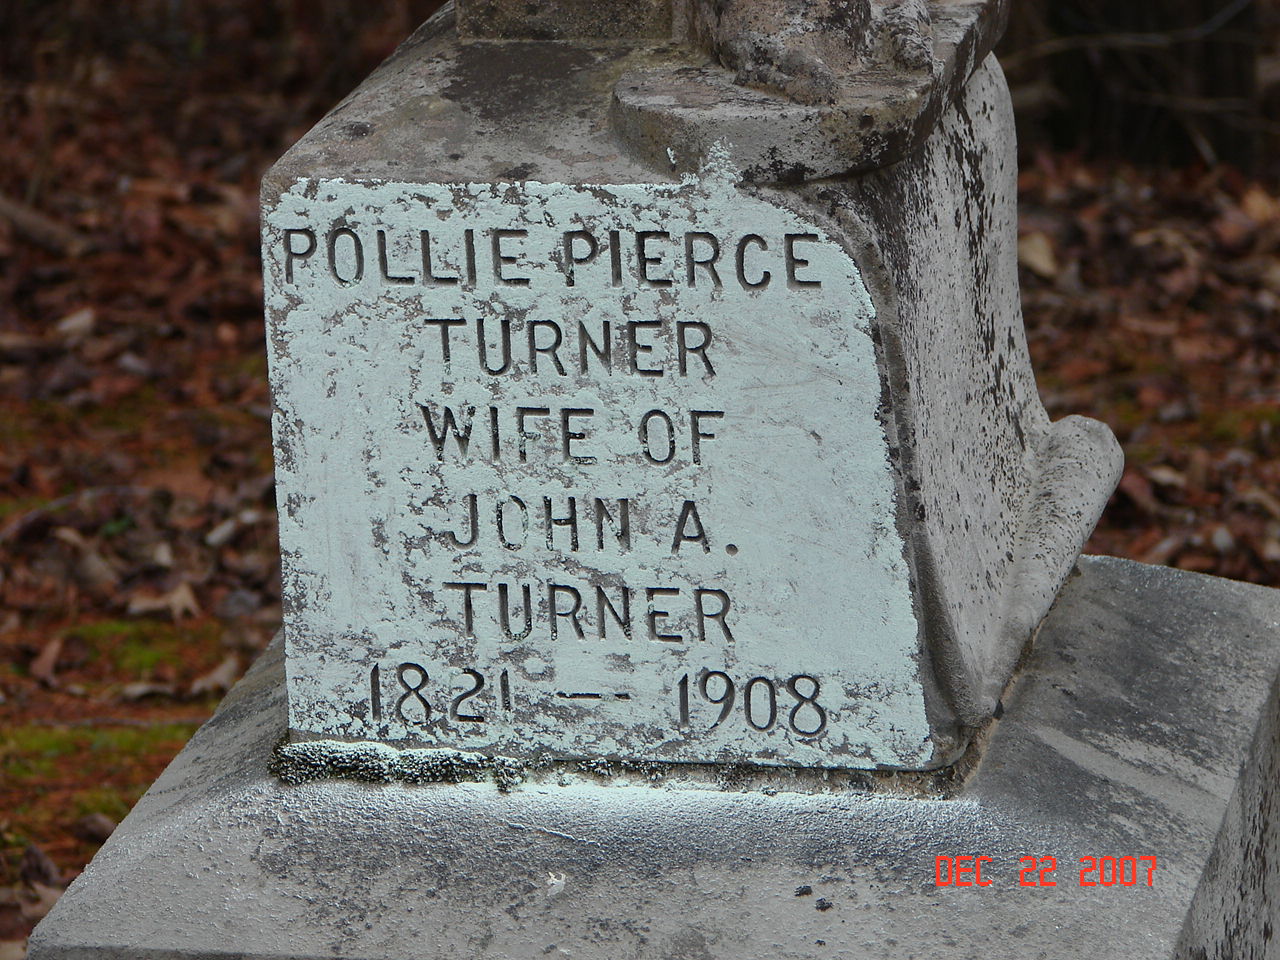 POLLIE PIERCE
TURNER
WIFE OF
JOHN A.
TURNER
1821 — 1908
DEC 22 2007